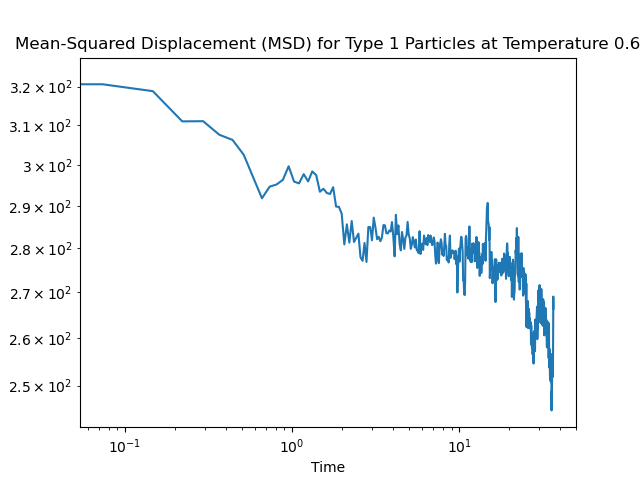 Mean-Squared Displacement (MSD) for Type 1 Particles at Temperature 0.6
3.2 × 10²
3.1 × 10²
3 × 10²
2.9 × 10²
2.8 × 10²
2.7 × 10²
2.6 × 10²
2.5 × 10²
10⁻¹ 10⁰ 10¹
Time